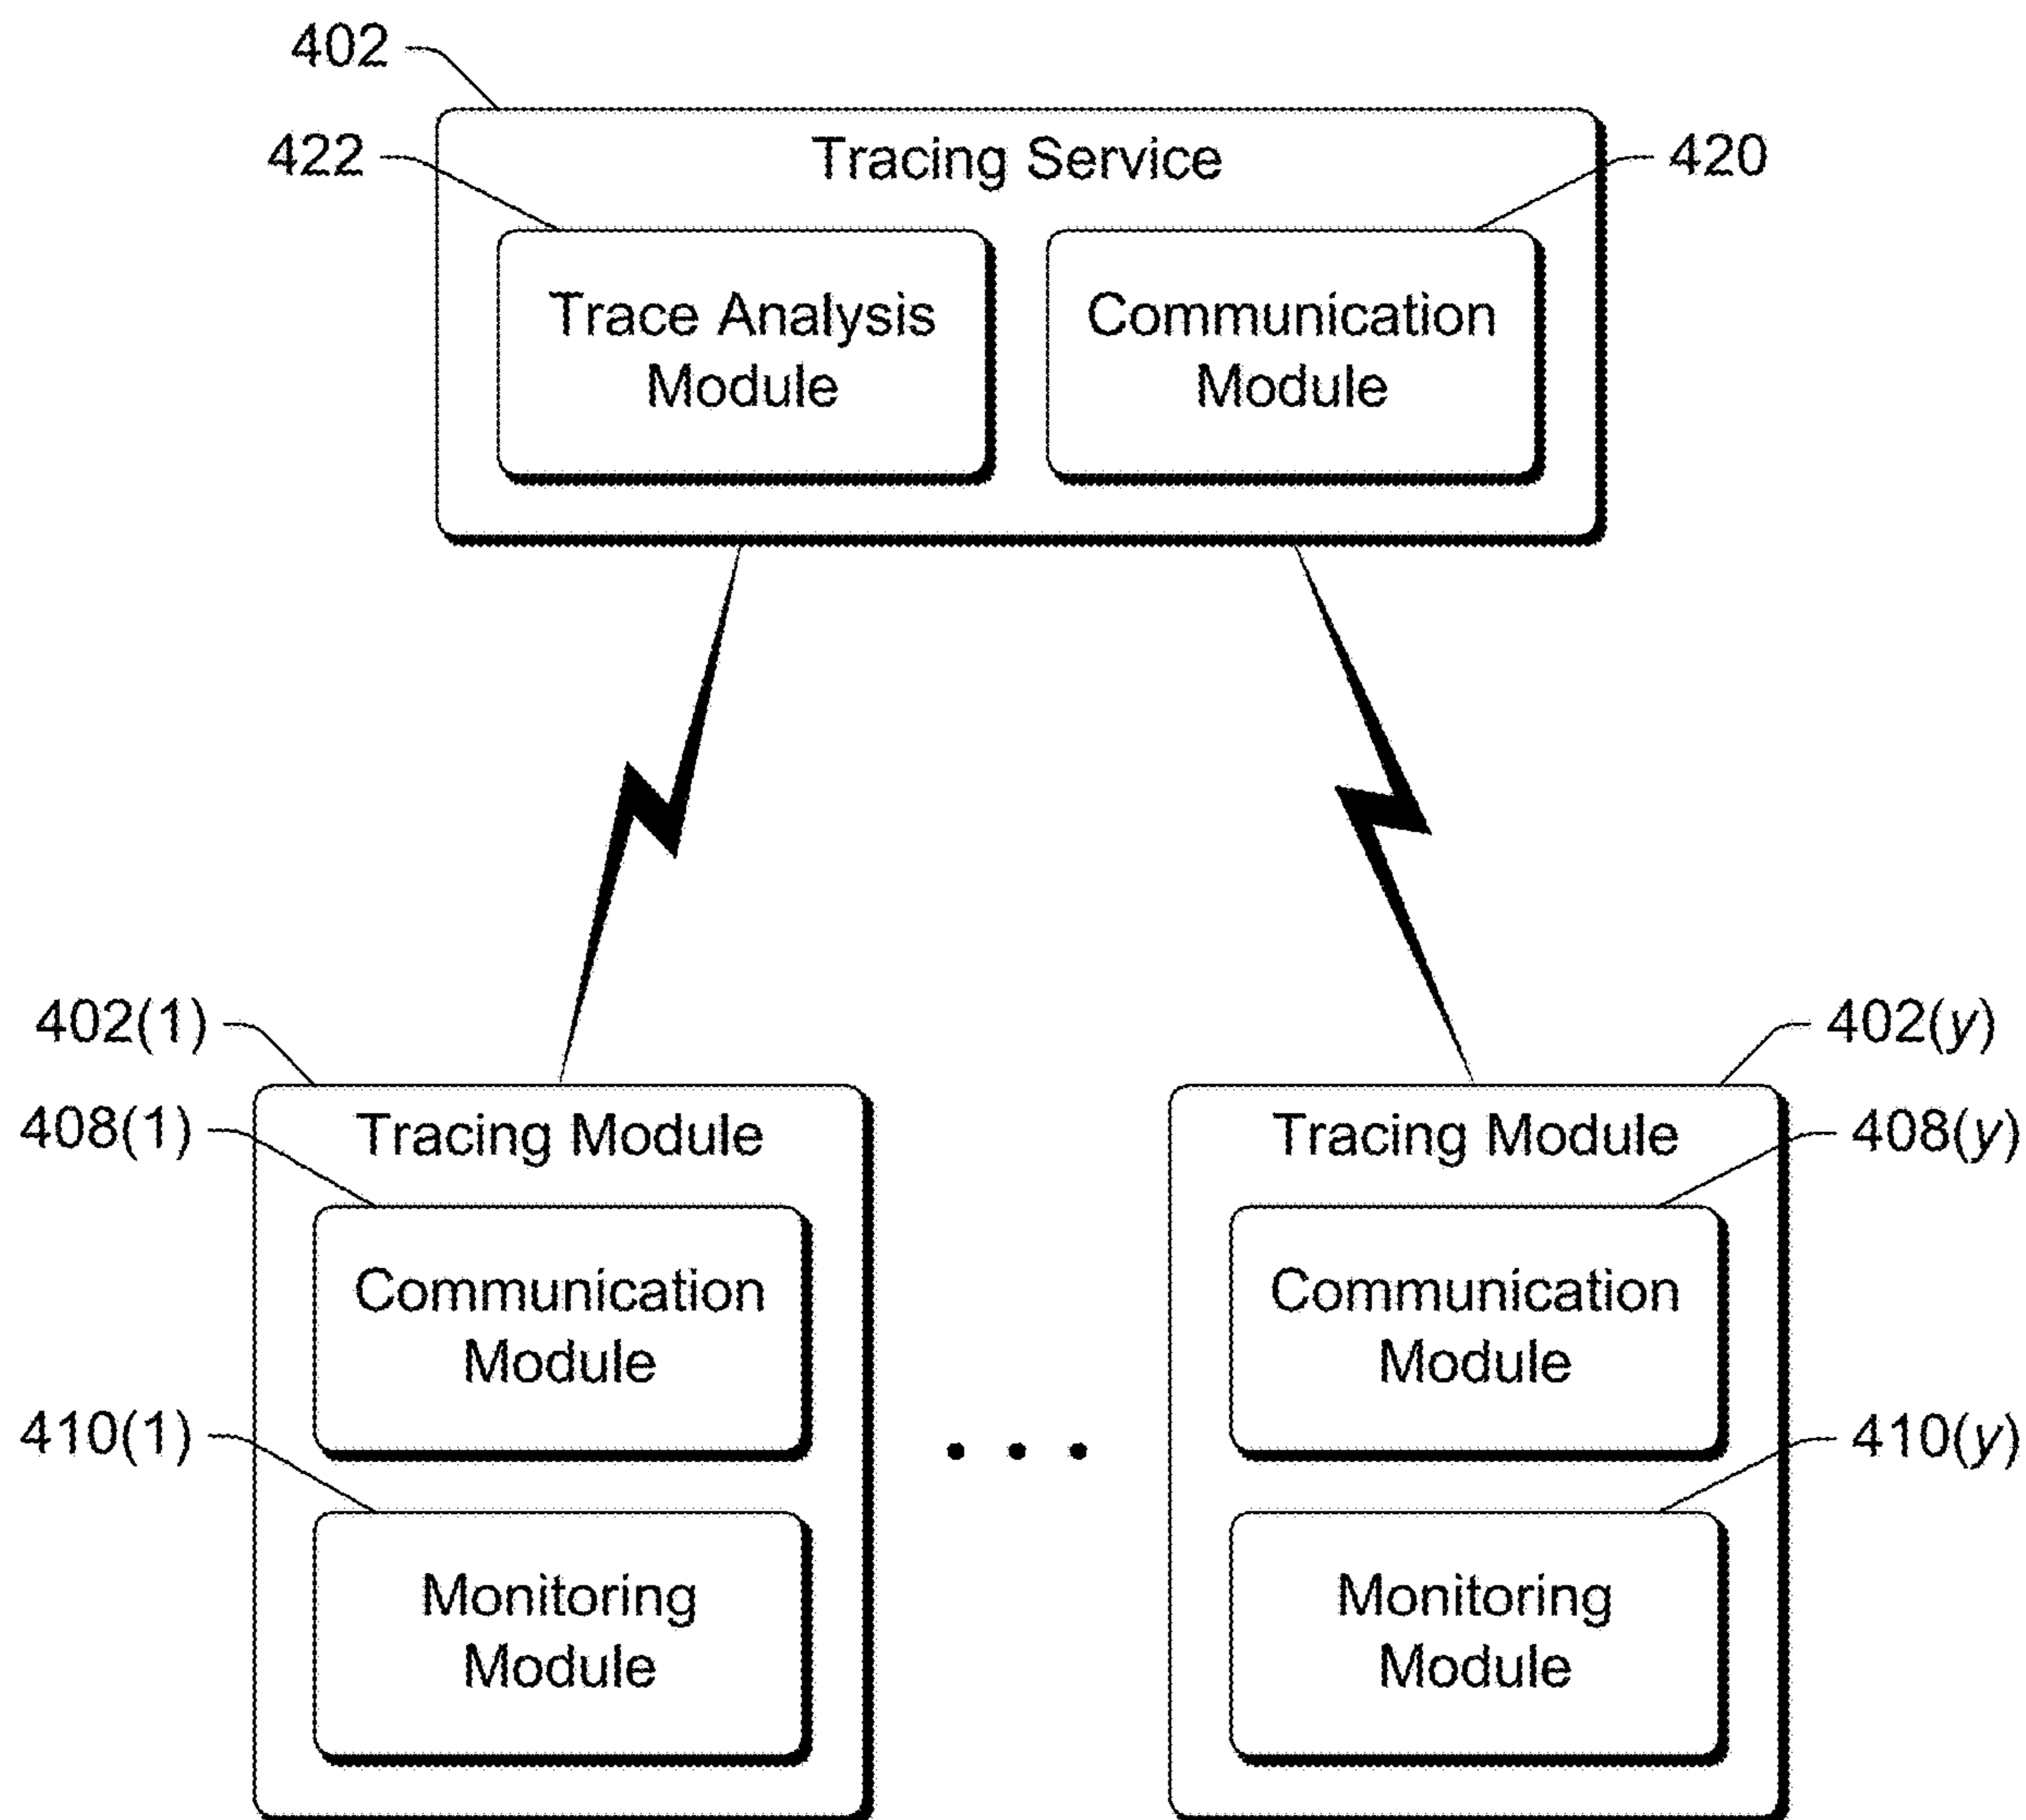 402
422
Tracing Service
420
Trace Analysis
Module
Communication
Module
402(1)
402(y)
408(1)
Tracing Module
Tracing Module
408(y)
Communication
Module
Communication
Module
410(1)
. . .
410(y)
Monitoring
Module
Monitoring
Module